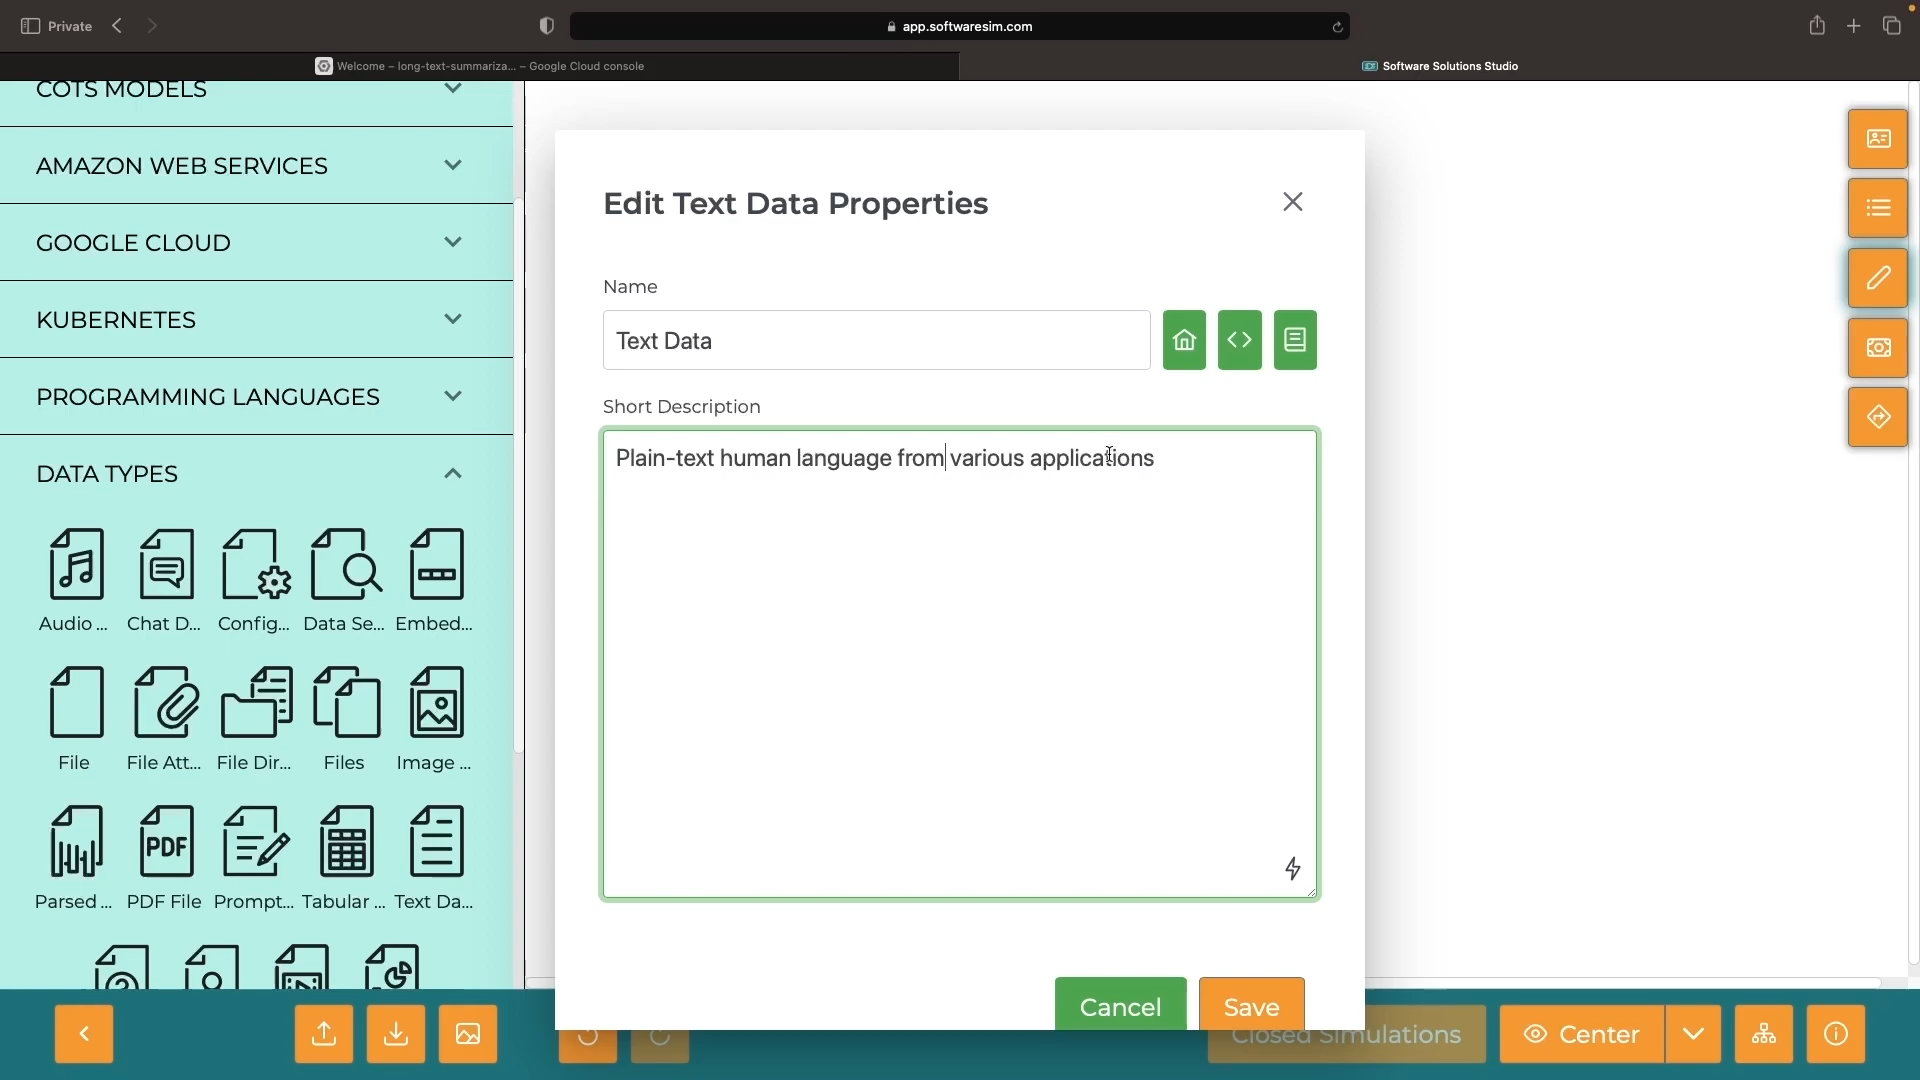 Private
app.softwaresim.com
Welcome – long-text-summariza... – Google Cloud console
Software Solutions Studio
COTS MODELS
AMAZON WEB SERVICES
GOOGLE CLOUD
KUBERNETES
PROGRAMMING LANGUAGES
DATA TYPES
Audio ...
Chat D...
Config...
Data Se...
Embed...
File
File Att...
File Dir...
Files
Image ...
PDF
Parsed ...
PDF File
Prompt...
Tabular ...
Text Da...
Edit Text Data Properties
Name
Text Data
Short Description
Plain-text human language from various applications
Cancel
Save
Closed Simulations
Center